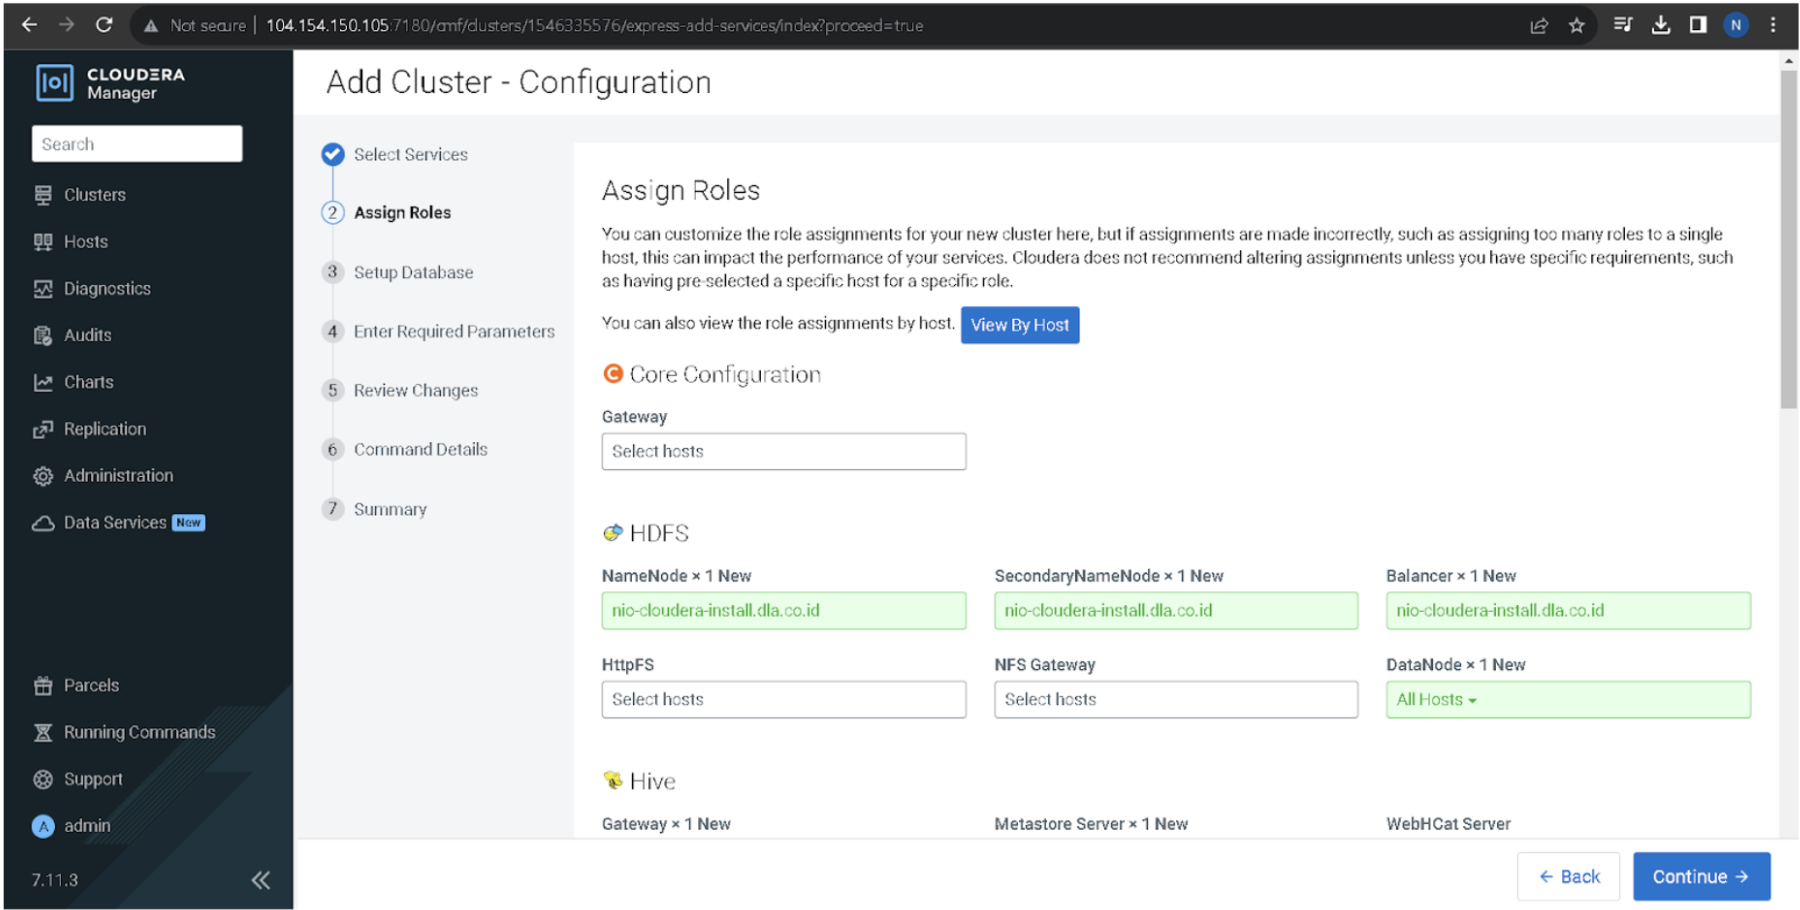 Not secure | 104.154.150.105:7180/cmf/clusters/1546335576/express-add-services/index?proceed=true
N
CLOUDERA
Manager
Search
Clusters
Hosts
Diagnostics
Audits
Charts
Replication
Administration
Data Services New
Parcels
Running Commands
Support
A admin
7.11.3
Add Cluster - Configuration
Select Services
2 Assign Roles
3 Setup Database
4 Enter Required Parameters
5 Review Changes
6 Command Details
7 Summary
Assign Roles
You can customize the role assignments for your new cluster here, but if assignments are made incorrectly, such as assigning too many roles to a single
host, this can impact the performance of your services. Cloudera does not recommend altering assignments unless you have specific requirements, such
as having pre-selected a specific host for a specific role.
You can also view the role assignments by host. View By Host
C Core Configuration
Gateway
Select hosts
HDFS
NameNode × 1 New SecondaryNameNode × 1 New Balancer × 1 New
nio-cloudera-install.dla.co.id nio-cloudera-install.dla.co.id nio-cloudera-install.dla.co.id
HttpFS NFS Gateway DataNode × 1 New
Select hosts Select hosts All Hosts
Hive
Gateway × 1 New Metastore Server × 1 New WebHCat Server
← Back Continue →